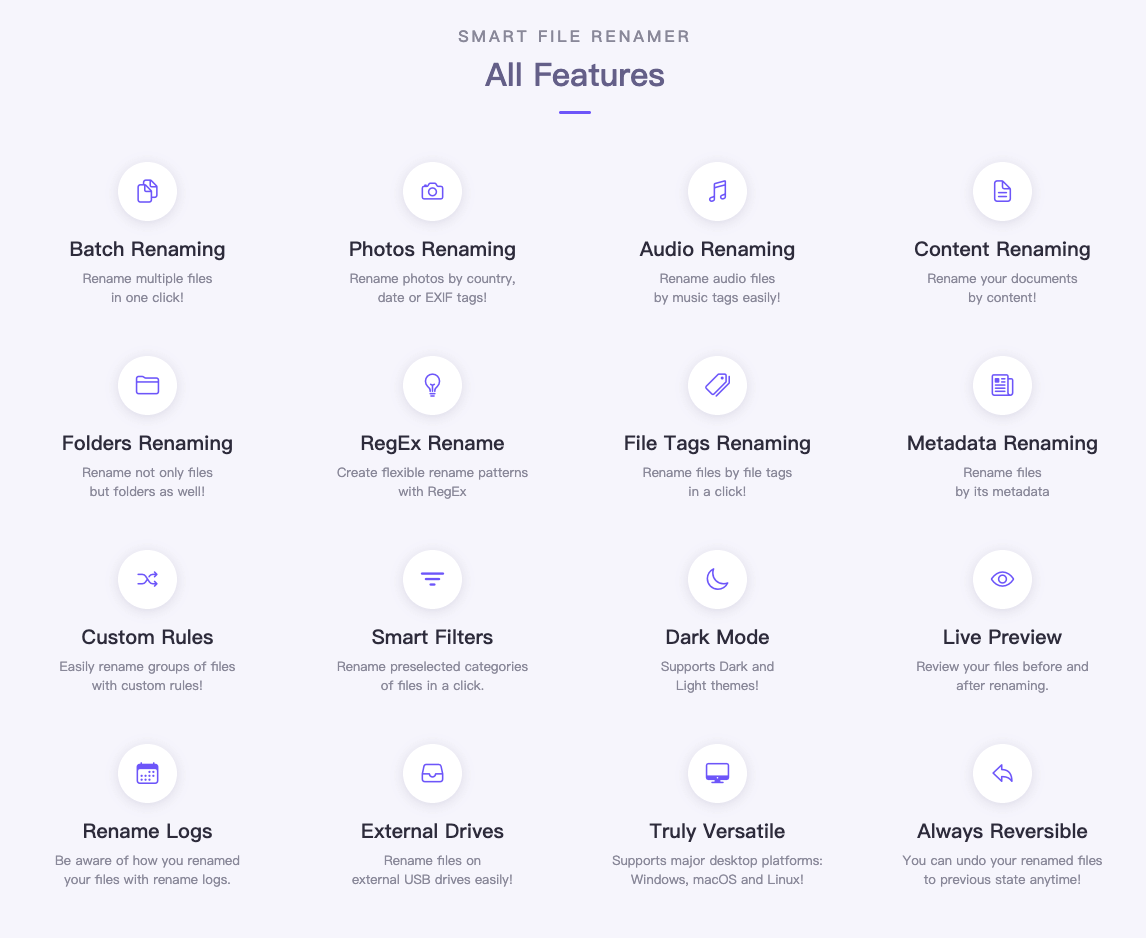 SMART FILE RENAMER
All Features
Batch Renaming
Rename multiple files
in one click!
Photos Renaming
Rename photos by country,
date or EXIF tags!
Audio Renaming
Rename audio files
by music tags easily!
Content Renaming
Rename your documents
by content!
Folders Renaming
Rename not only files
but folders as well!
RegEx Rename
Create flexible rename patterns
with RegEx
File Tags Renaming
Rename files by file tags
in a click!
Metadata Renaming
Rename files
by its metadata
Custom Rules
Easily rename groups of files
with custom rules!
Smart Filters
Rename preselected categories
of files in a click.
Dark Mode
Supports Dark and
Light themes!
Live Preview
Review your files before and
after renaming.
Rename Logs
Be aware of how you renamed
your files with rename logs.
External Drives
Rename files on
external USB drives easily!
Truly Versatile
Supports major desktop platforms:
Windows, macOS and Linux!
Always Reversible
You can undo your renamed files
to previous state anytime!